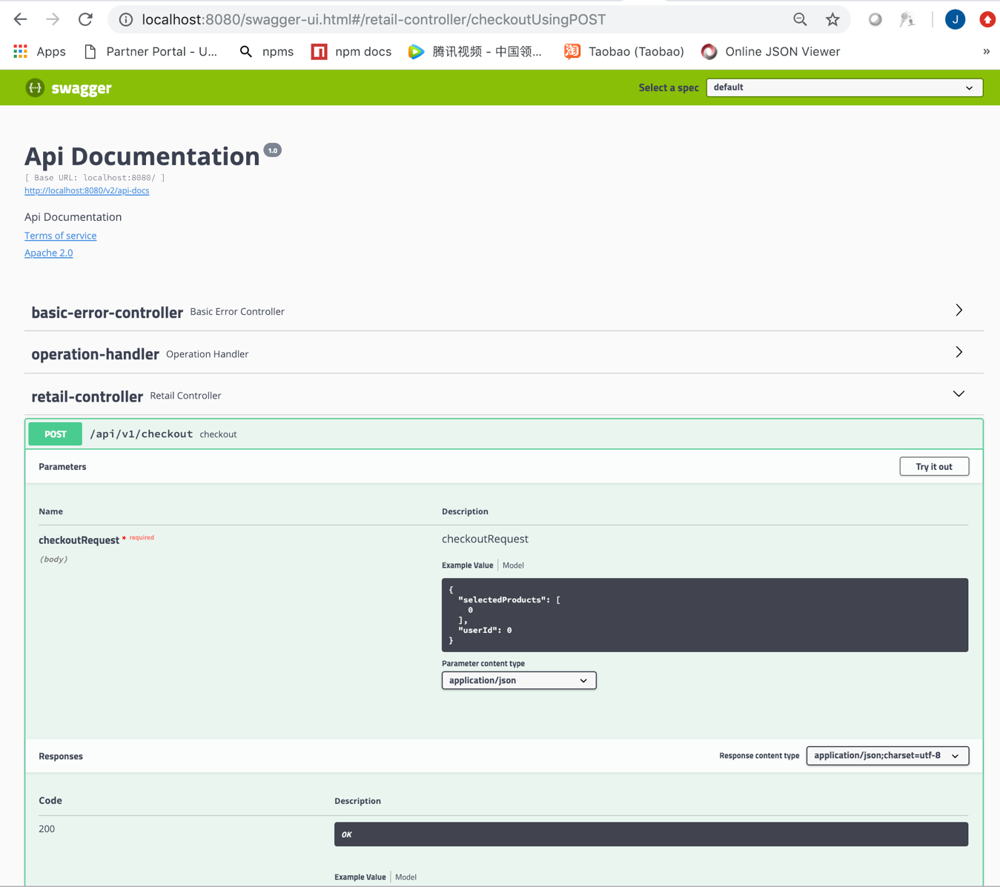 localhost:8080/swagger-ui.html#/retail-controller/checkoutUsingPOST
J
Apps Partner Portal - U... npms npm docs 腾讯视频 - 中国领... 淘 Taobao (Taobao) Online JSON Viewer »
{··} swagger Select a spec default
Api Documentation 1.0
[ Base URL: localhost:8080/ ]
http://localhost:8080/v2/api-docs
Api Documentation
Terms of service
Apache 2.0
basic-error-controller Basic Error Controller
operation-handler Operation Handler
retail-controller Retail Controller
POST /api/v1/checkout checkout
Parameters Try it out
Name Description
checkoutRequest * required checkoutRequest
(body)
Example Value Model
{
"selectedProducts": [
0
],
"userId": 0
}
Parameter content type
application/json
Responses Response content type application/json;charset=utf-8
Code Description
200 OK
Example Value Model